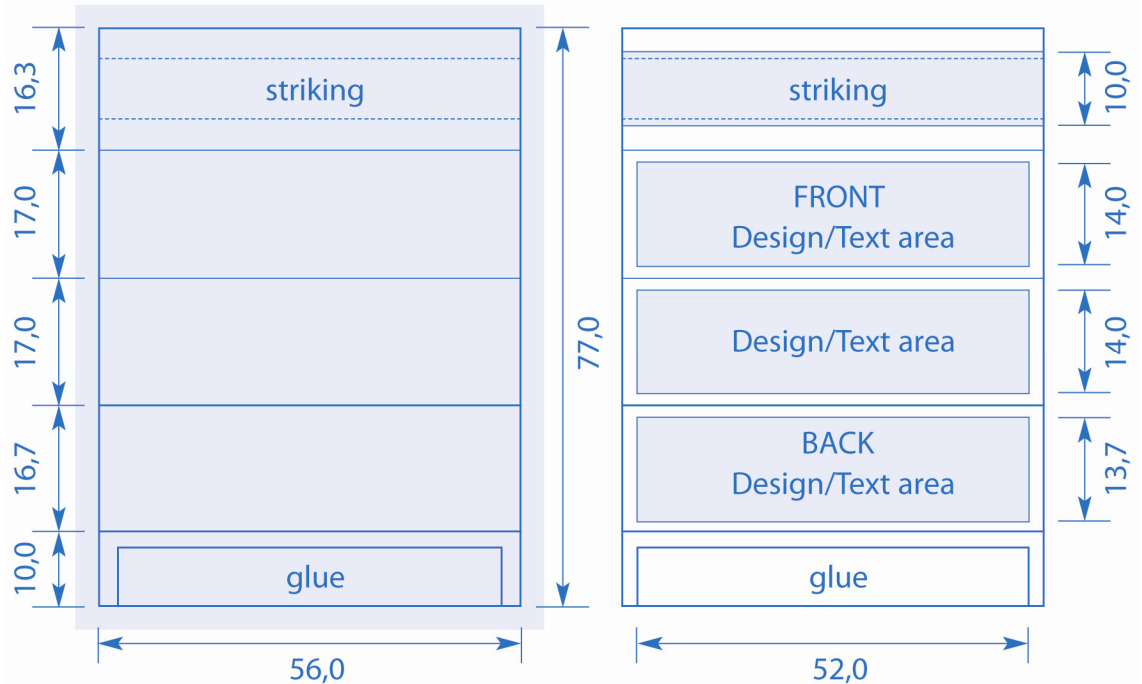 16,3
striking
17,0
17,0
16,7
10,0
glue
56,0
77,0
striking
10,0
FRONT
Design/Text area
14,0
Design/Text area
14,0
BACK
Design/Text area
13,7
glue
52,0